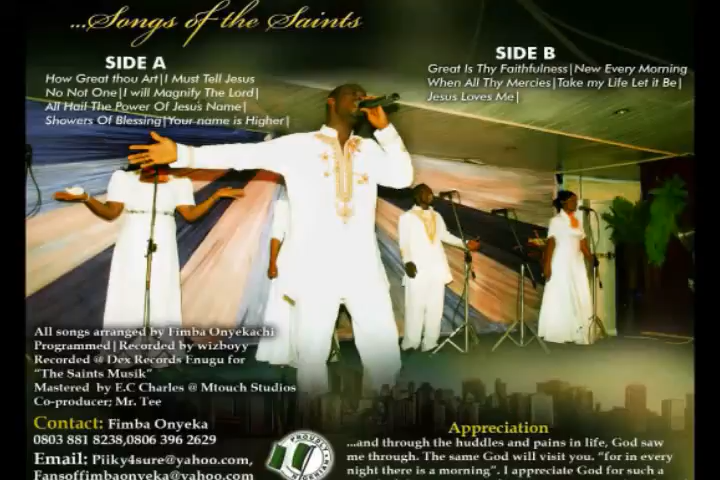 ...Songs of the Saints
SIDE A
How Great thou Art|I Must Tell Jesus
No Not One|I will Magnify The Lord|
All Hail The Power Of Jesus Name|
Showers Of Blessing|Your name is Higher|
SIDE B
Great Is Thy Faithfulness|New Every Morning
When All Thy Mercies|Take my Life Let it Be|
Jesus Loves Me|
All songs arranged by Fimba Onyekachi
Programmed|Recorded by wizboyy
Recorded @ Dex Records Enugu for
"The Saints Musik"
Mastered by E.C Charles @ Mtouch Studios
Co-producer; Mr. Tee
Contact: Fimba Onyeka
0803 881 8238,0806 396 2629
Email: Piiky4sure@yahoo.com,
Fansoffimbaonyeka@yahoo.com
PROUDLY
Appreciation
...and through the huddles and pains in life, God saw
me through. The same God will visit you. "for in every
night there is a morning". I appreciate God for such a